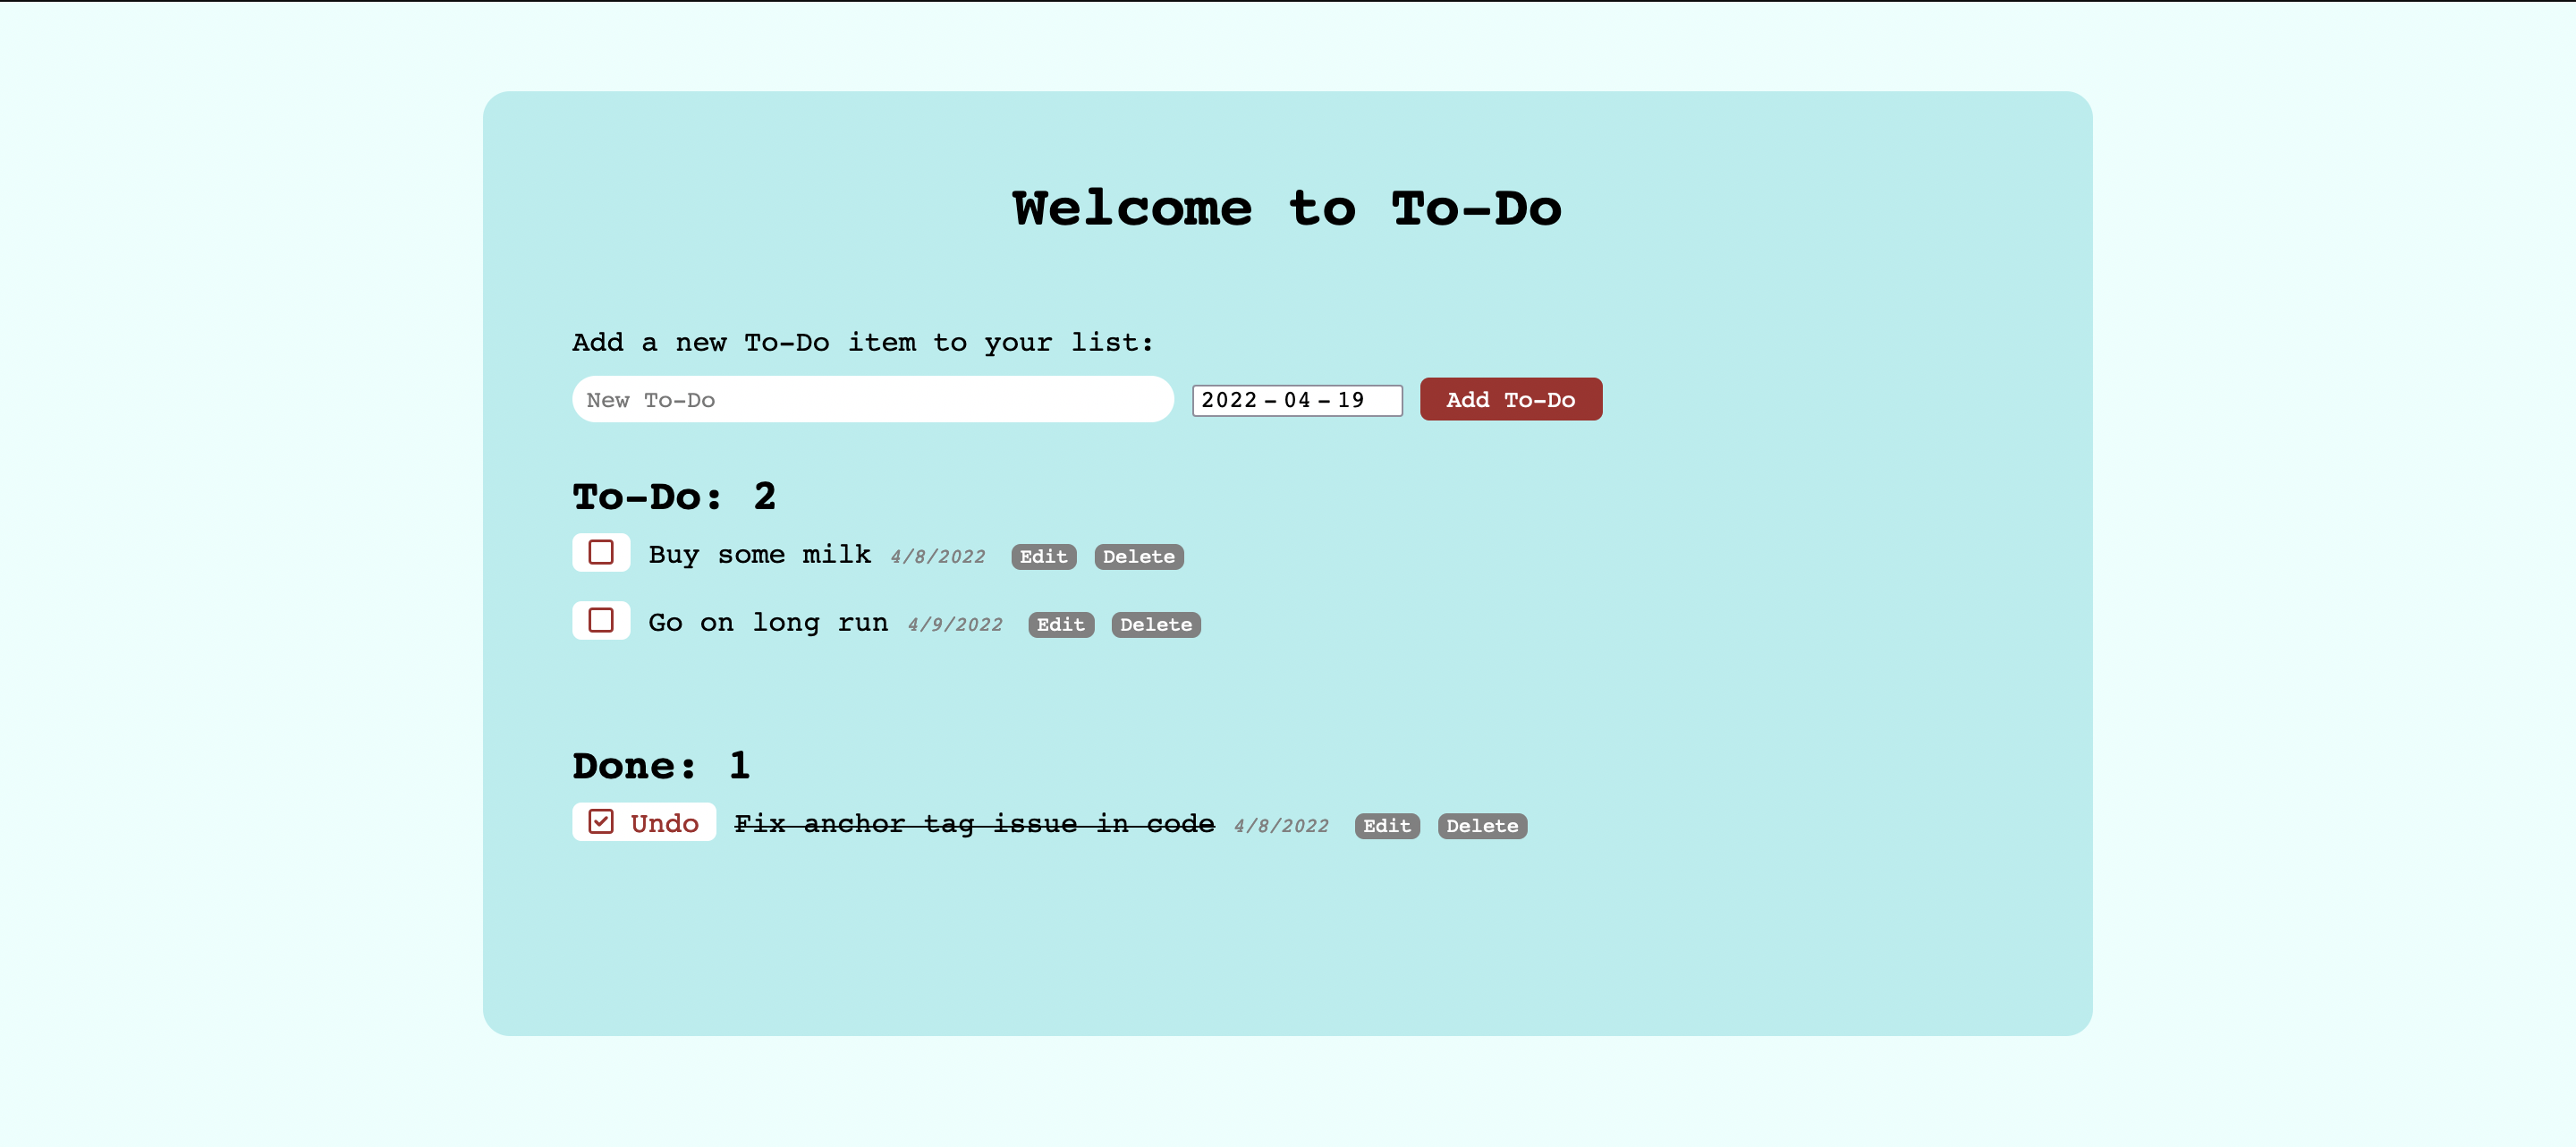 Welcome to To-Do
Add a new To-Do item to your list:
New To-Do 2022-04-19 Add To-Do
To-Do: 2
Buy some milk 4/8/2022 Edit Delete
Go on long run 4/9/2022 Edit Delete
Done: 1
Undo Fix anchor tag issue in code 4/8/2022 Edit Delete